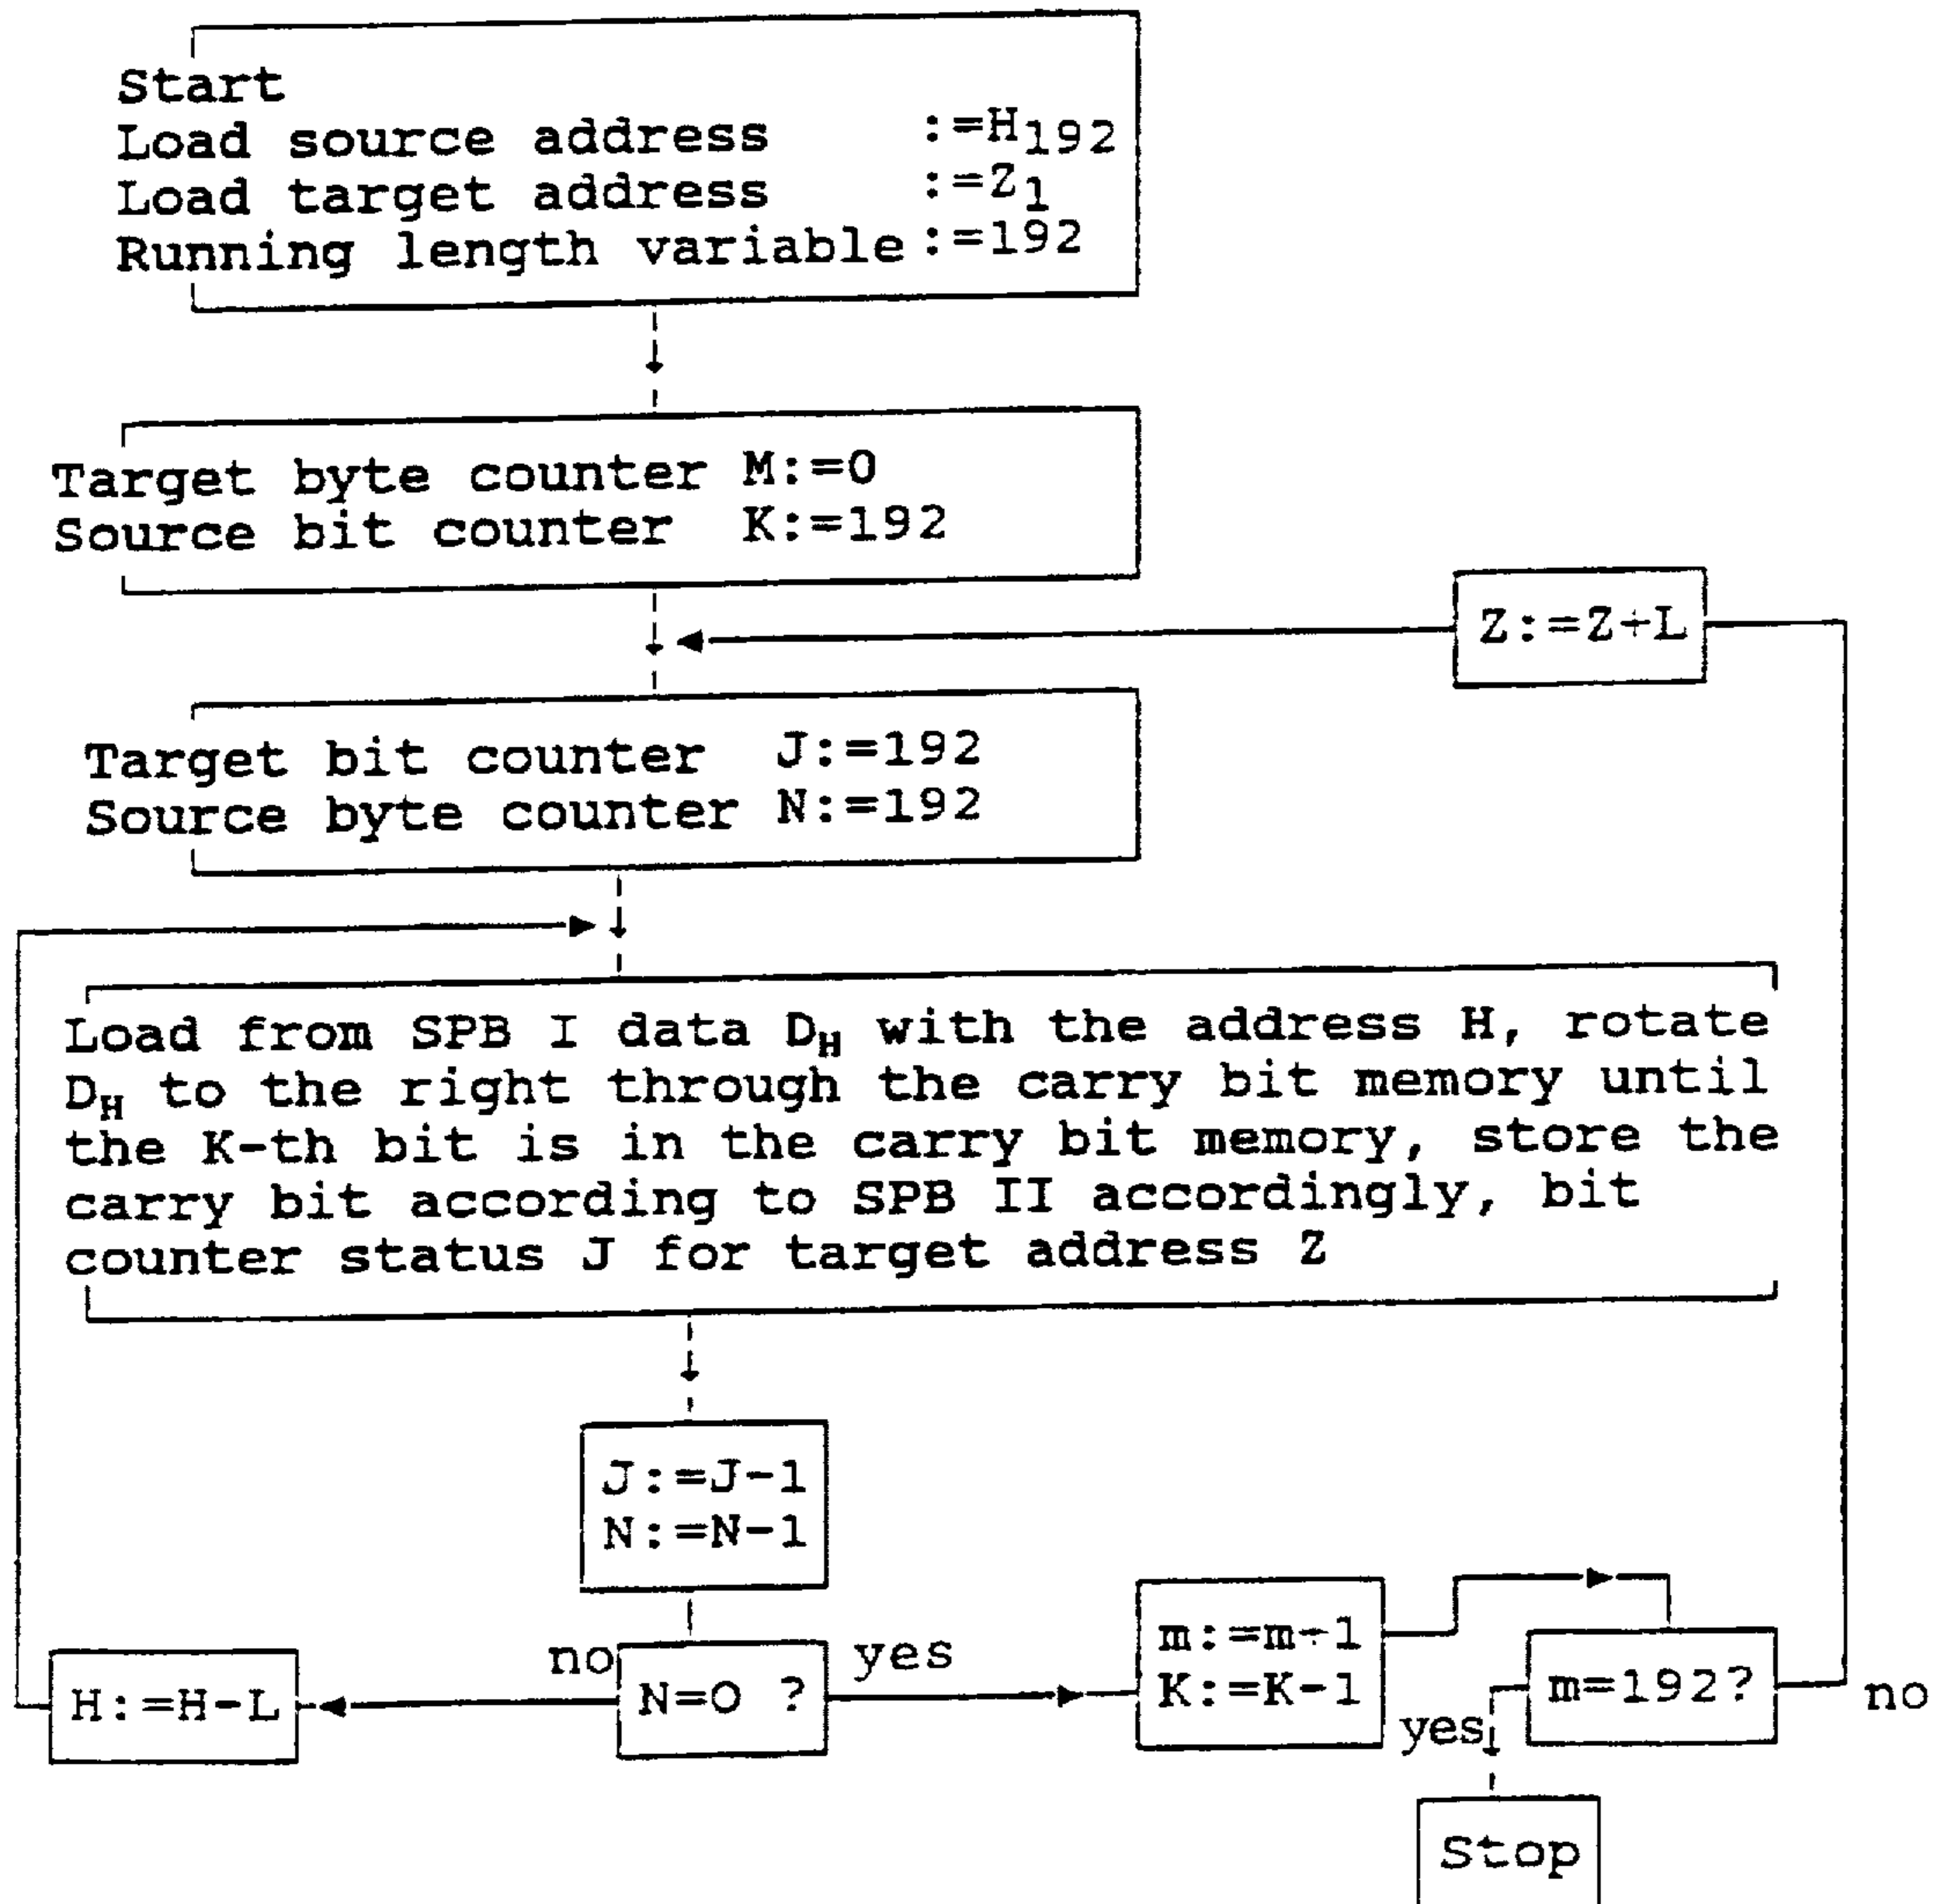 Start
Load source address :=H192
Load target address :=Z1
Running length variable :=192
Target byte counter M:=0
Source bit counter K:=192
Z:=Z+L
Target bit counter J:=192
Source byte counter N:=192
Load from SPB I data DH with the address H, rotate
DH to the right through the carry bit memory until
the K-th bit is in the carry bit memory, store the
carry bit according to SPB II accordingly, bit
counter status J for target address Z
J:=J-1
N:=N-1
H:=H-L
no
N=O ?
yes
m:=m+1
K:=K-1
m=192?
no
yes
Stop